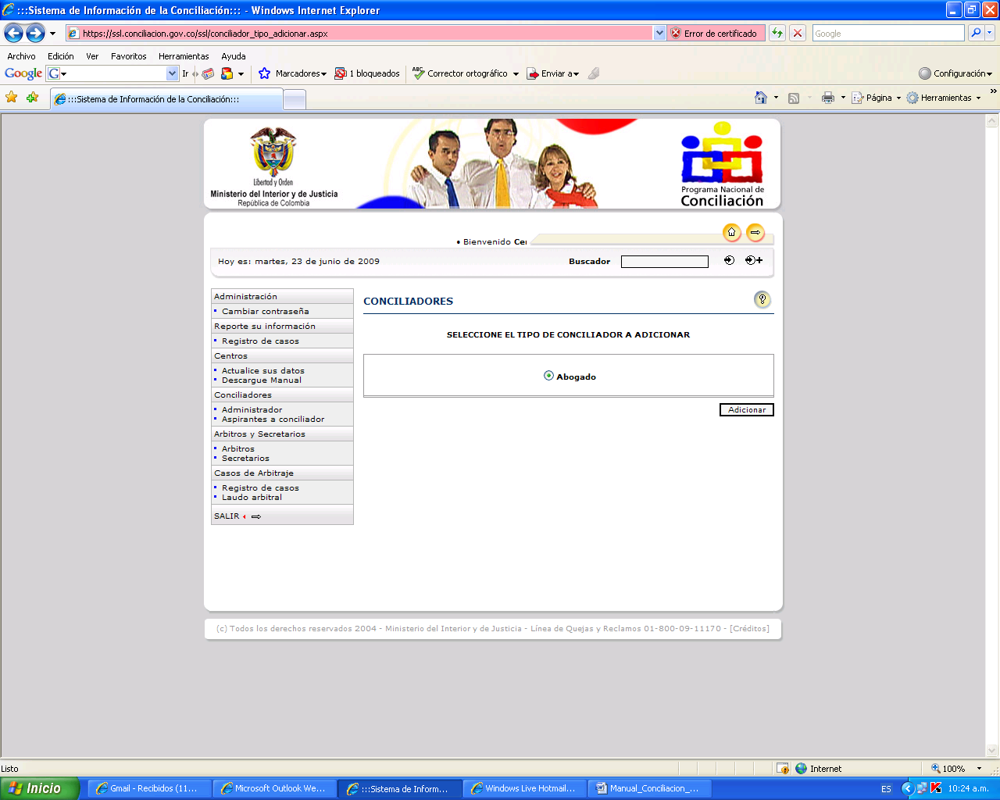 :::Sistema de Información de la Conciliación::: - Windows Internet Explorer
https://ssl.conciliacion.gov.co/ssl/conciliador_tipo_adicionar.aspx
Error de certificado
Google
Archivo Edición Ver Favoritos Herramientas Ayuda
Google G Ir Marcadores 1 bloqueados ABC Corrector ortográfico Enviar a Configuración
:::Sistema de Información de la Conciliación::: Página Herramientas
Libertad y Orden
Ministerio del Interior y de Justicia
República de Colombia
Programa Nacional de
Conciliación
• Bienvenido
Hoy es: martes, 23 de junio de 2009 Buscador
Administración
Cambiar contraseña
Reporte su información
Registro de casos
Centros
Actualice sus datos
Descargue Manual
Conciliadores
Administrador
Aspirantes a conciliador
Arbitros y Secretarios
Arbitros
Secretarios
Casos de Arbitraje
Registro de casos
Laudo arbitral
SALIR
CONCILIADORES
SELECCIONE EL TIPO DE CONCILIADOR A ADICIONAR
Abogado
Adicionar
(c) Todos los derechos reservados 2004 - Ministerio del Interior y de Justicia - Línea de Quejas y Reclamos 01-800-09-11170 - [Créditos]
Listo Internet 100%
Inicio Gmail - Recibidos (11... Microsoft Outlook We... :::Sistema de Inform... Windows Live Hotmail... Manual_Conciliacion_... ES 10:24 a.m.